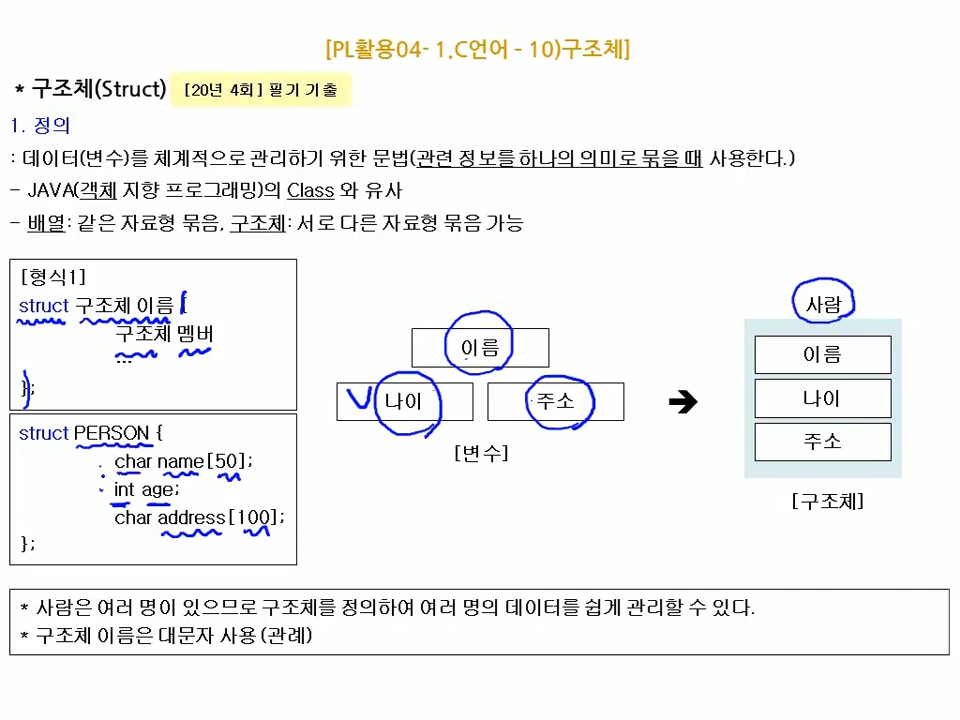 [PL활용04- 1.C언어 - 10)구조체]
* 구조체(Struct) [20년 4회] 필기 기출
1. 정의
: 데이터(변수)를 체계적으로 관리하기 위한 문법(관련 정보를 하나의 의미로 묶을 때 사용한다.)
- JAVA(객체 지향 프로그래밍)의 Class 와 유사
- 배열: 같은 자료형 묶음, 구조체: 서로 다른 자료형 묶음 가능
[형식1]
struct 구조체 이름 {
구조체 멤버
...
};
struct PERSON {
char name[50];
int age;
char address[100];
};
이름
나이 주소
[변수]
➔
사람
이름
나이
주소
[구조체]
* 사람은 여러 명이 있으므로 구조체를 정의하여 여러 명의 데이터를 쉽게 관리할 수 있다.
* 구조체 이름은 대문자 사용(관례)